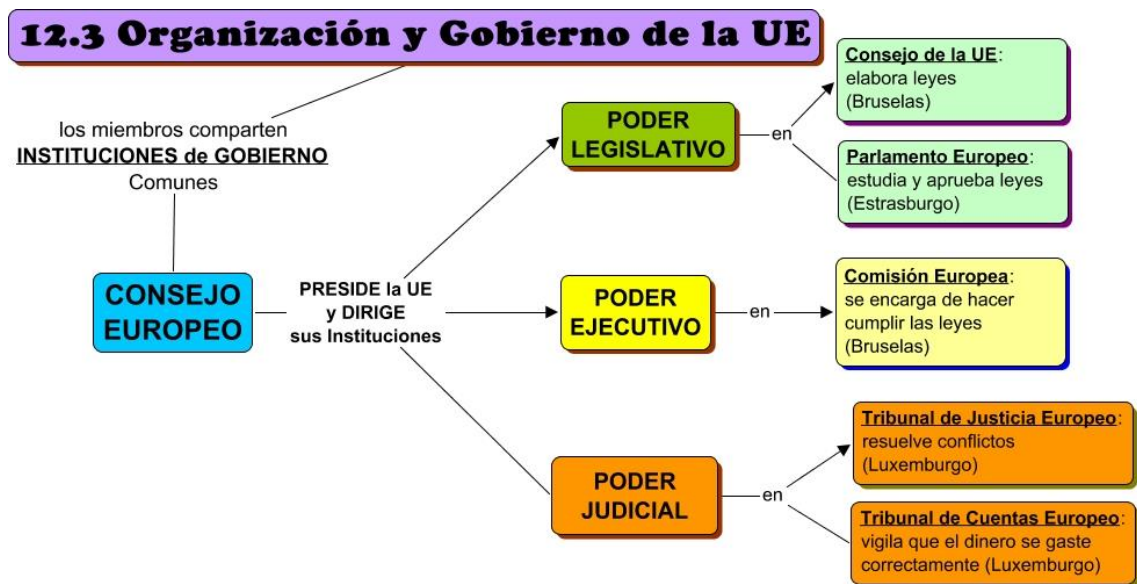 12.3 Organización y Gobierno de la UE
los miembros comparten
INSTITUCIONES de GOBIERNO
Comunes
CONSEJO
EUROPEO
PRESIDE la UE
y DIRIGE
sus Instituciones
PODER
LEGISLATIVO
en
Consejo de la UE:
elabora leyes
(Bruselas)
Parlamento Europeo:
estudia y aprueba leyes
(Estrasburgo)
PODER
EJECUTIVO
en
Comisión Europea:
se encarga de hacer
cumplir las leyes
(Bruselas)
PODER
JUDICIAL
en
Tribunal de Justicia Europeo:
resuelve conflictos
(Luxemburgo)
Tribunal de Cuentas Europeo:
vigila que el dinero se gaste
correctamente (Luxemburgo)